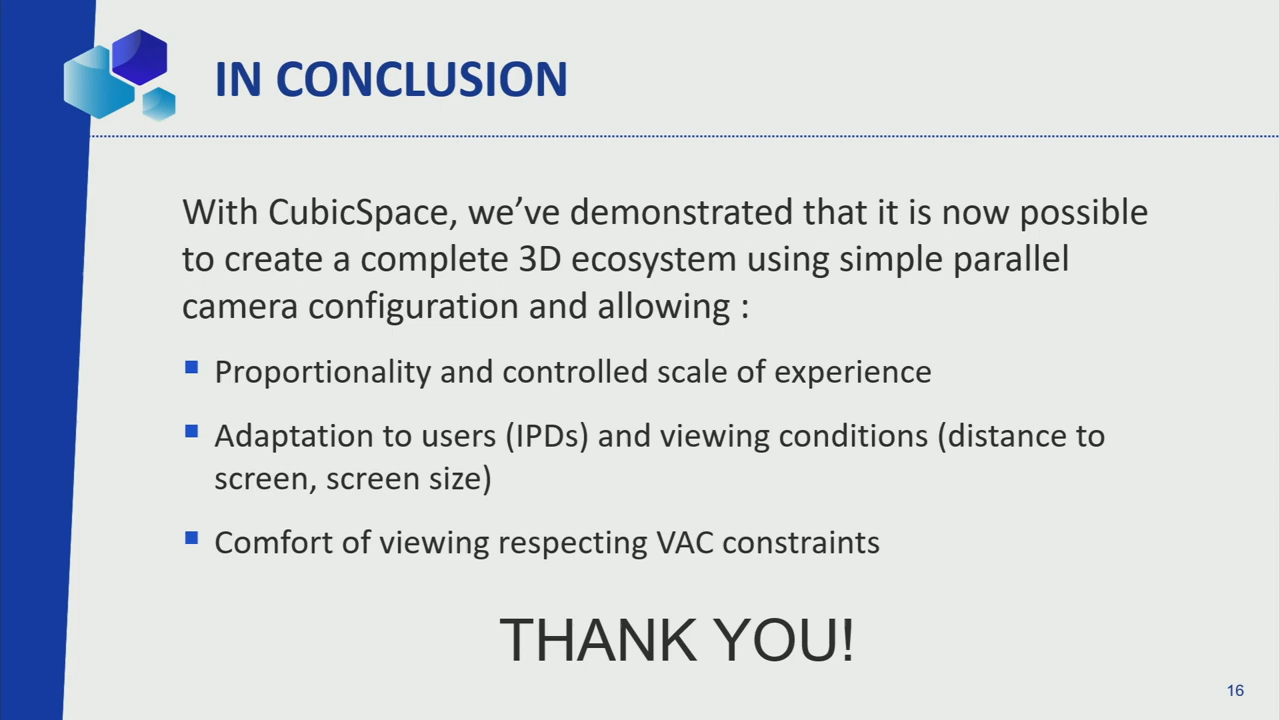 IN CONCLUSION
With CubicSpace, we’ve demonstrated that it is now possible
to create a complete 3D ecosystem using simple parallel
camera configuration and allowing :
Proportionality and controlled scale of experience
Adaptation to users (IPDs) and viewing conditions (distance to
screen, screen size)
Comfort of viewing respecting VAC constraints
THANK YOU!
16